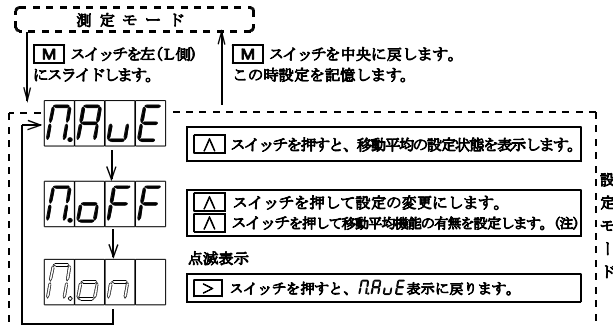 測定モード
M スイッチを左(L側)
にスライドします。
M スイッチを中央に戻します。
この時設定を記憶します。
M.AvE
∧ スイッチを押すと、移動平均の設定状態を表示します。
M.oFF
∧ スイッチを押して設定の変更にします。
∧ スイッチを押して移動平均機能の有無を設定します。(注)
点滅表示
M.on
> スイッチを押すと、M.AvE表示に戻ります。
設定モード